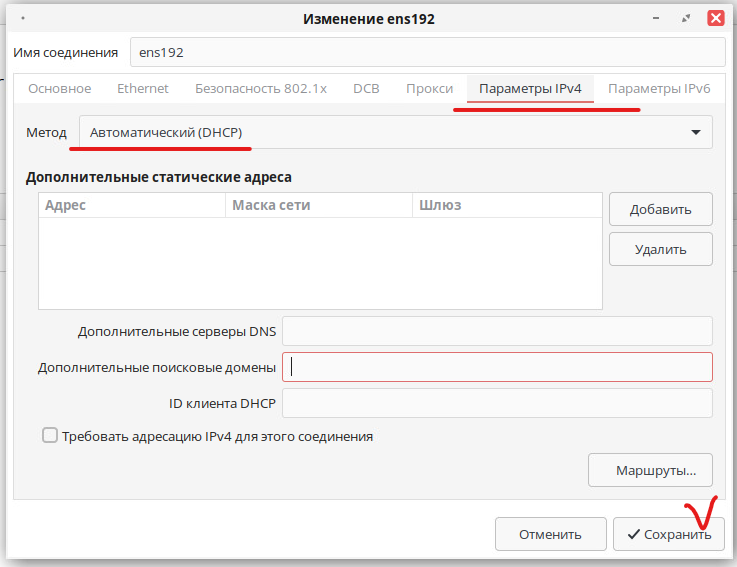 Изменение ens192
Имя соединения ens192
Основное Ethernet Безопасность 802.1x DCB Прокси Параметры IPv4 Параметры IPv6
Метод Автоматический (DHCP)
Дополнительные статические адреса
Адрес Маска сети Шлюз
Добавить
Удалить
Дополнительные серверы DNS
Дополнительные поисковые домены
ID клиента DHCP
Требовать адресацию IPv4 для этого соединения
Маршруты...
Отменить Сохранить